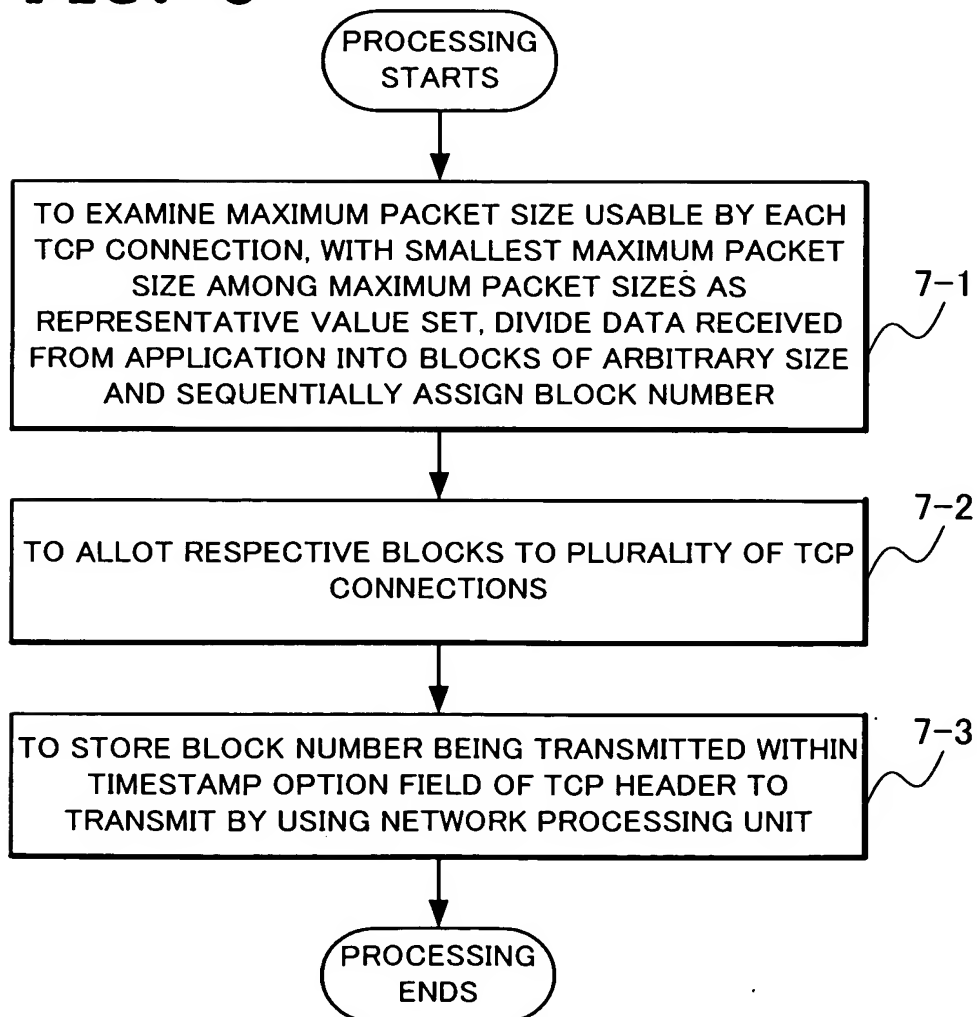 PROCESSING
STARTS
TO EXAMINE MAXIMUM PACKET SIZE USABLE BY EACH
TCP CONNECTION, WITH SMALLEST MAXIMUM PACKET
SIZE AMONG MAXIMUM PACKET SIZES AS
REPRESENTATIVE VALUE SET, DIVIDE DATA RECEIVED
FROM APPLICATION INTO BLOCKS OF ARBITRARY SIZE
AND SEQUENTIALLY ASSIGN BLOCK NUMBER
7-1
TO ALLOT RESPECTIVE BLOCKS TO PLURALITY OF TCP
CONNECTIONS
7-2
TO STORE BLOCK NUMBER BEING TRANSMITTED WITHIN
TIMESTAMP OPTION FIELD OF TCP HEADER TO
TRANSMIT BY USING NETWORK PROCESSING UNIT
7-3
PROCESSING
ENDS